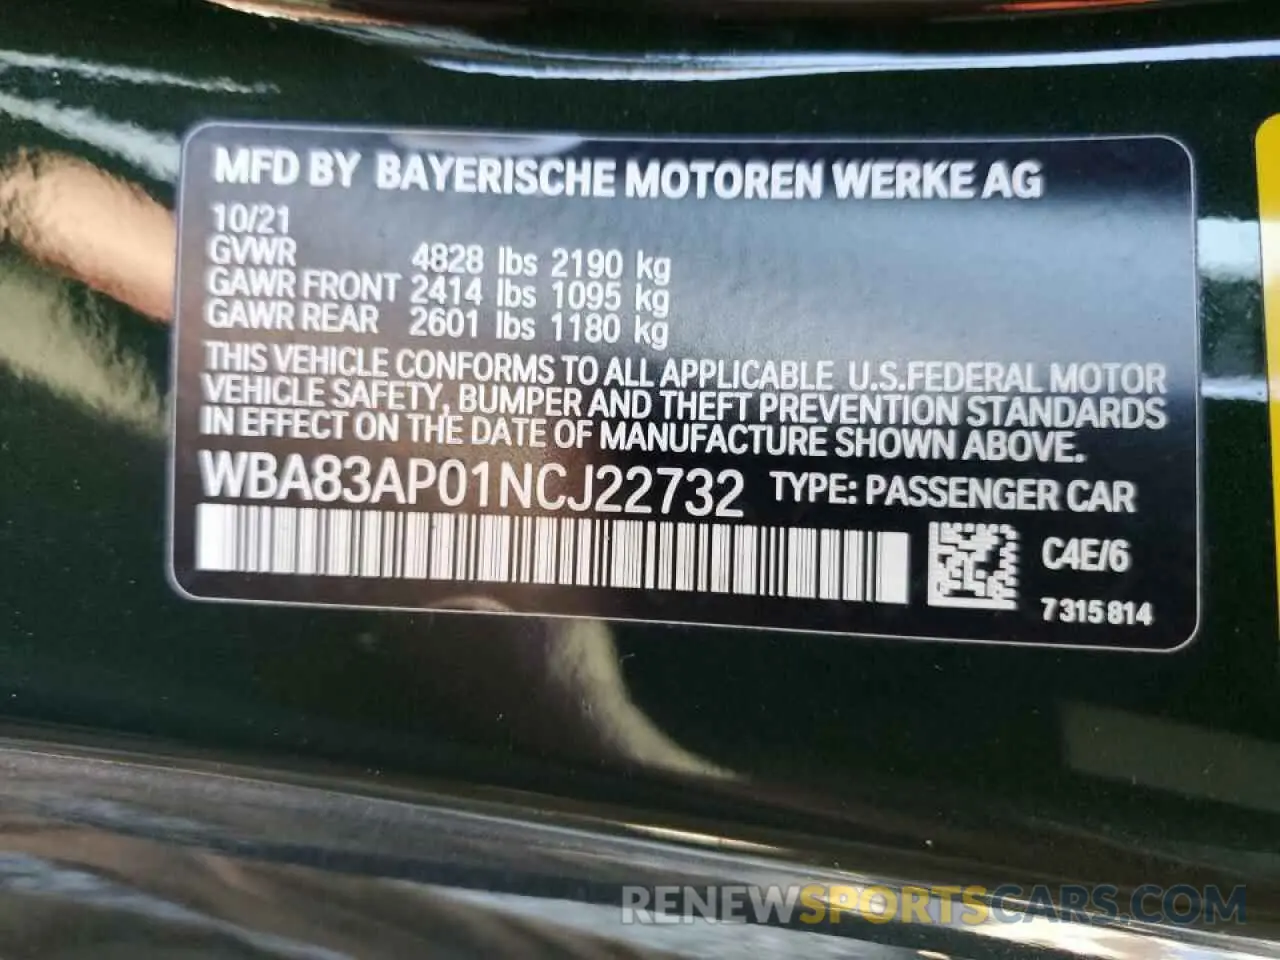 MFD BY BAYERISCHE MOTOREN WERKE AG
10/21
GVWR 4828 lbs 2190 kg
GAWR FRONT 2414 lbs 1095 kg
GAWR REAR 2601 lbs 1180 kg
THIS VEHICLE CONFORMS TO ALL APPLICABLE U.S.FEDERAL MOTOR
VEHICLE SAFETY, BUMPER AND THEFT PREVENTION STANDARDS
IN EFFECT ON THE DATE OF MANUFACTURE SHOWN ABOVE.
WBA83AP01NCJ22732 TYPE: PASSENGER CAR
C4E/6
7 315 814
RENEWSPORTSCARS.COM